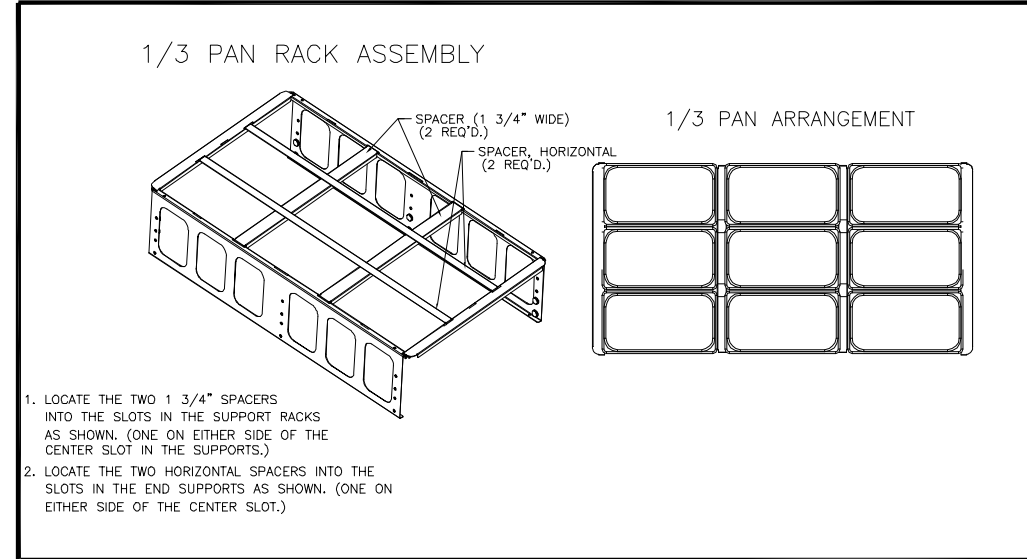 1/3 PAN RACK ASSEMBLY
SPACER (1 3/4" WIDE)
(2 REQ'D.)
SPACER, HORIZONTAL
(2 REQ'D.)
1/3 PAN ARRANGEMENT
1. LOCATE THE TWO 1 3/4" SPACERS
INTO THE SLOTS IN THE SUPPORT RACKS
AS SHOWN. (ONE ON EITHER SIDE OF THE
CENTER SLOT IN THE SUPPORTS.)
2. LOCATE THE TWO HORIZONTAL SPACERS INTO THE
SLOTS IN THE END SUPPORTS AS SHOWN. (ONE ON
EITHER SIDE OF THE CENTER SLOT.)